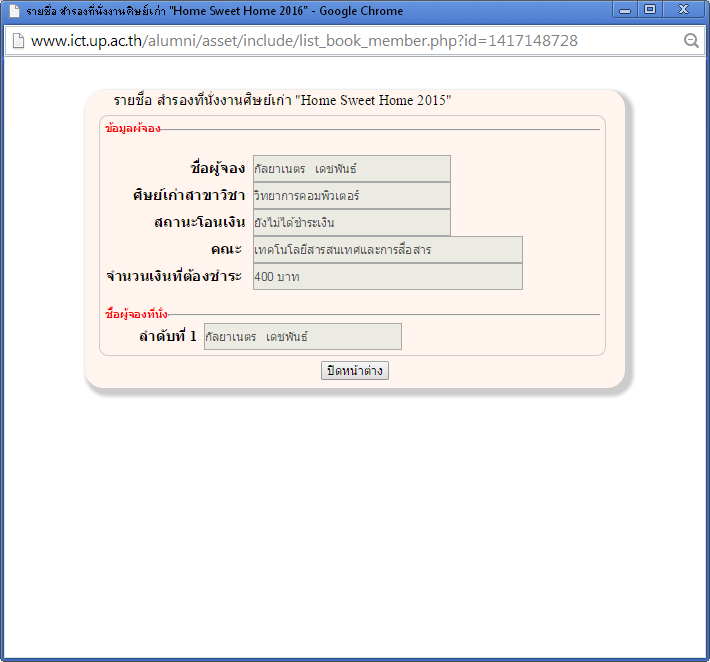 รายชื่อ สำรองที่นั่งงานศิษย์เก่า "Home Sweet Home 2016" - Google Chrome
www.ict.up.ac.th/alumni/asset/include/list_book_member.php?id=1417148728
รายชื่อ สำรองที่นั่งงานศิษย์เก่า "Home Sweet Home 2015"
ข้อมูลผู้จอง
ชื่อผู้จอง กัลยาเนตร เดชพันธ์
ศิษย์เก่าสาขาวิชา วิทยาการคอมพิวเตอร์
สถานะโอนเงิน ยังไม่ได้ชำระเงิน
คณะ เทคโนโลยีสารสนเทศและการสื่อสาร
จำนวนเงินที่ต้องชำระ 400 บาท
ชื่อผู้จองที่นั่ง
ลำดับที่ 1 กัลยาเนตร เดชพันธ์
ปิดหน้าต่าง